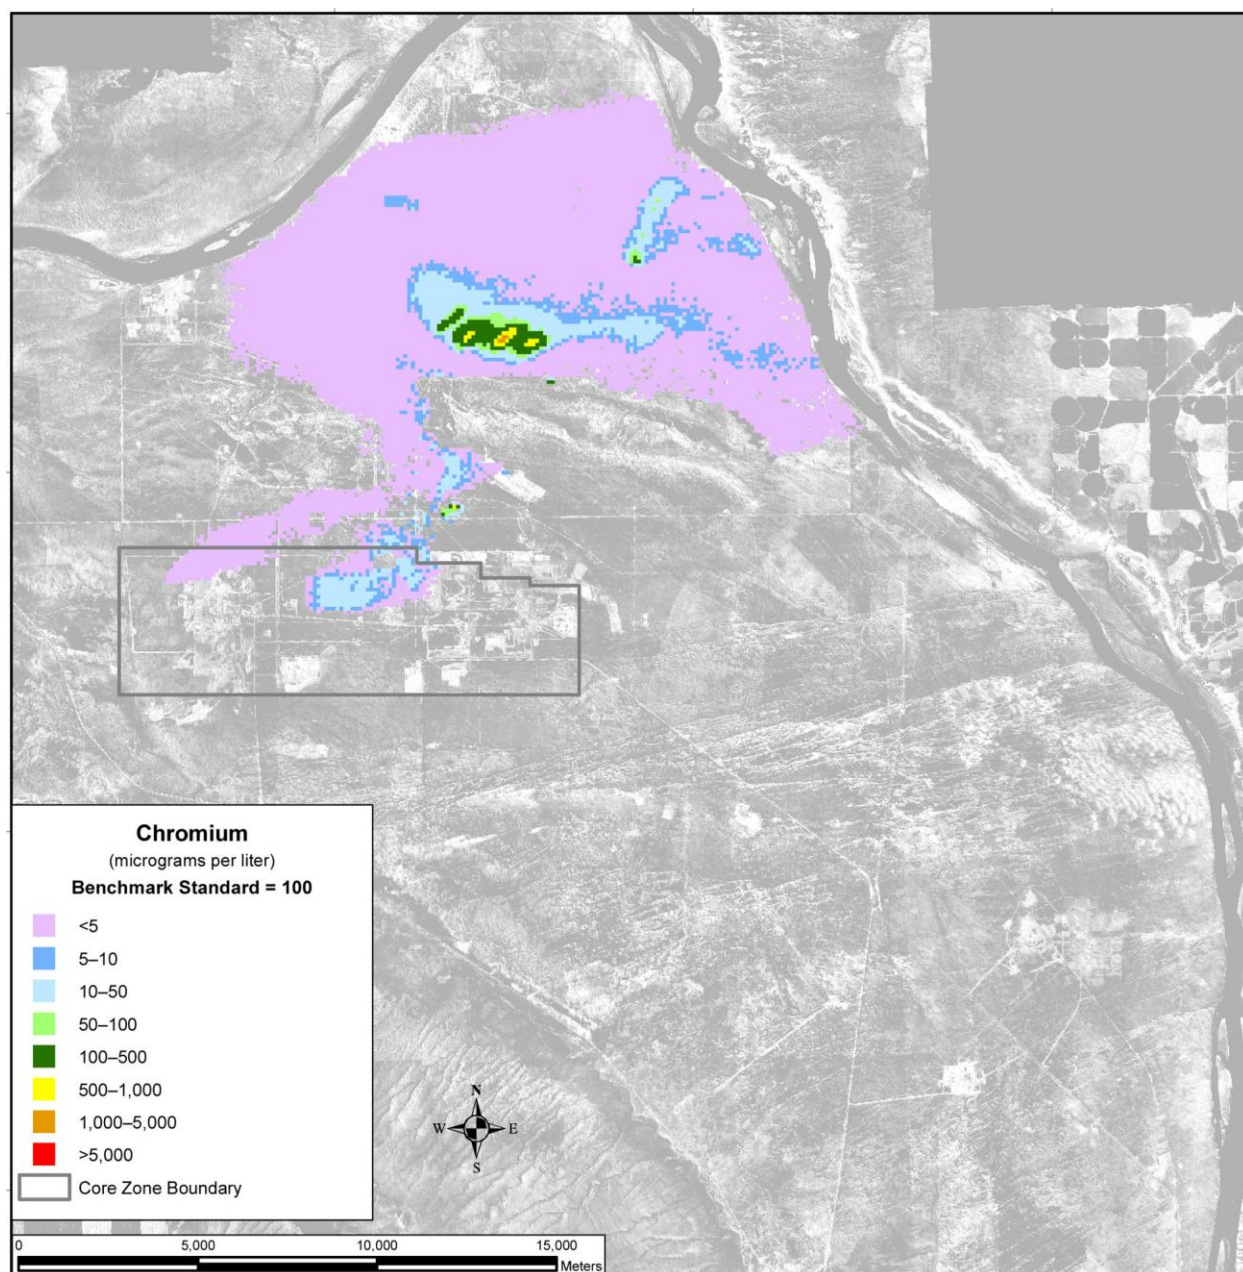 Chromium
(micrograms per liter)
Benchmark Standard = 100
<5
5–10
10–50
50–100
100–500
500–1,000
1,000–5,000
>5,000
Core Zone Boundary
N
W E
S
0 5,000 10,000 15,000
Meters